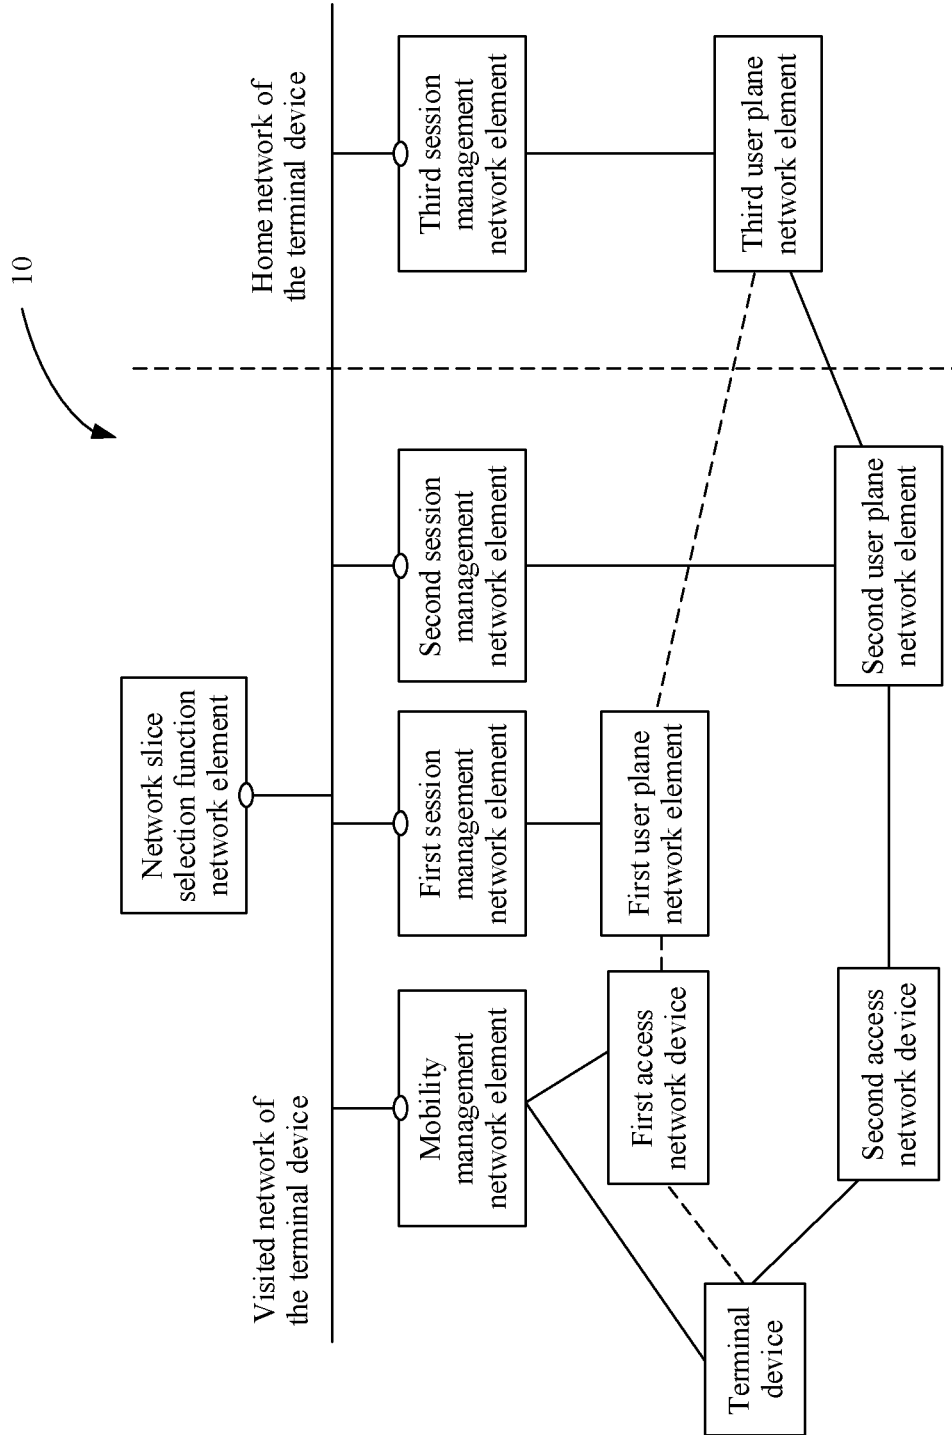 10
Network slice
selection function
network element
Visited network of
the terminal device
Home network of
the terminal device
Mobility
management
network element
First session
management
network element
Second session
management
network element
Third session
management
network element
First access
network device
First user plane
network element
Terminal
device
Third user plane
network element
Second access
network device
Second user plane
network element